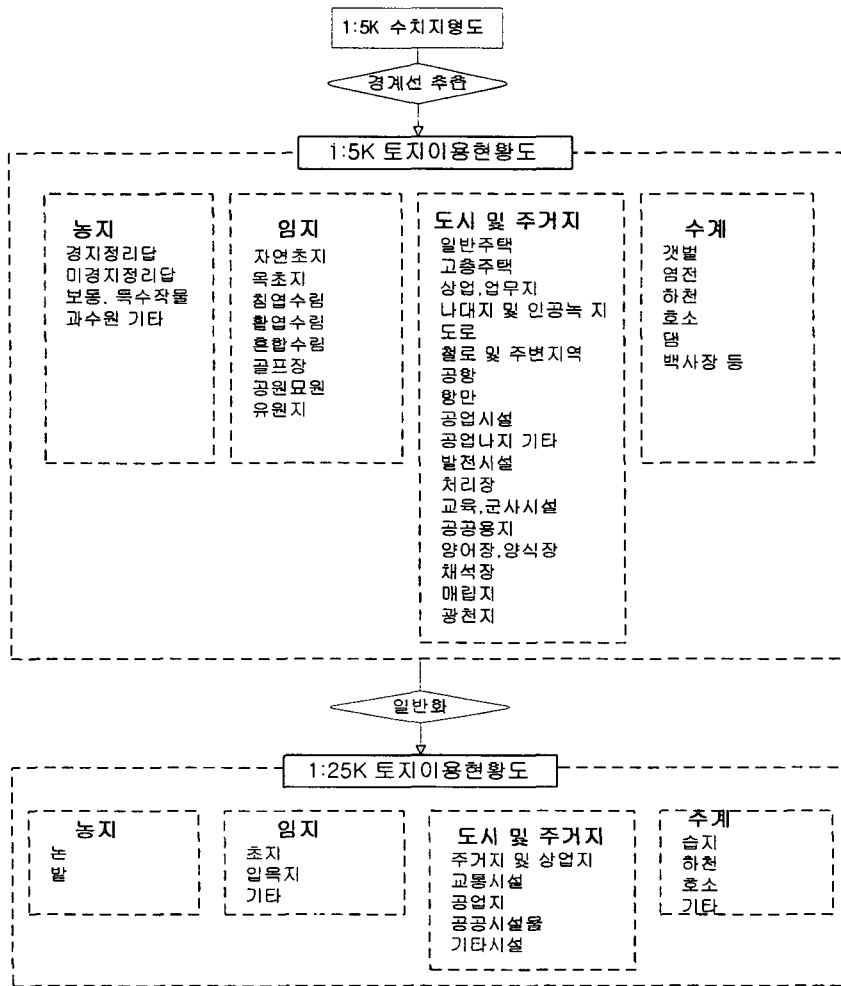 1:5K 수치지형도
경계선 추출
1:5K 토지이용현황도
농지
경지정리답
미경지정리답
보통. 특수작물
과수원 기타
임지
자연초지
목초지
침엽수림
활엽수림
혼합수림
골프장
공원묘원
유원지
도시 및 주거지
일반주택
고층주택
상업,업무지
나대지 및 인공녹 지
도로
철로 및 주변지역
공항
항만
공업시설
공업나지 기타
발전시설
처리장
교육,군사시설
공공용지
양어장,양식장
채석장
매립지
광천지
수계
갯벌
염전
하천
호소
댐
백사장 등
일반화
1:25K 토지이용현황도
농지
논
밭
임지
초지
임목지
기타
도시 및 주거지
주거지 및 상업지
교통시설
공업지
공공시설물
기타시설
수계
습지
하천
호소
기타